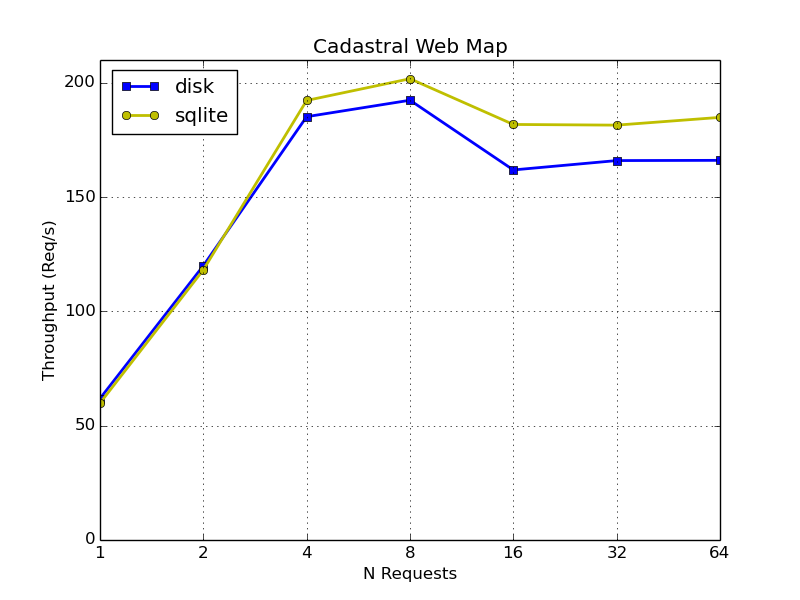 Cadastral Web Map
disk
sqlite
200
150
100
50
0
Throughput (Req/s)
1 2 4 8 16 32 64
N Requests